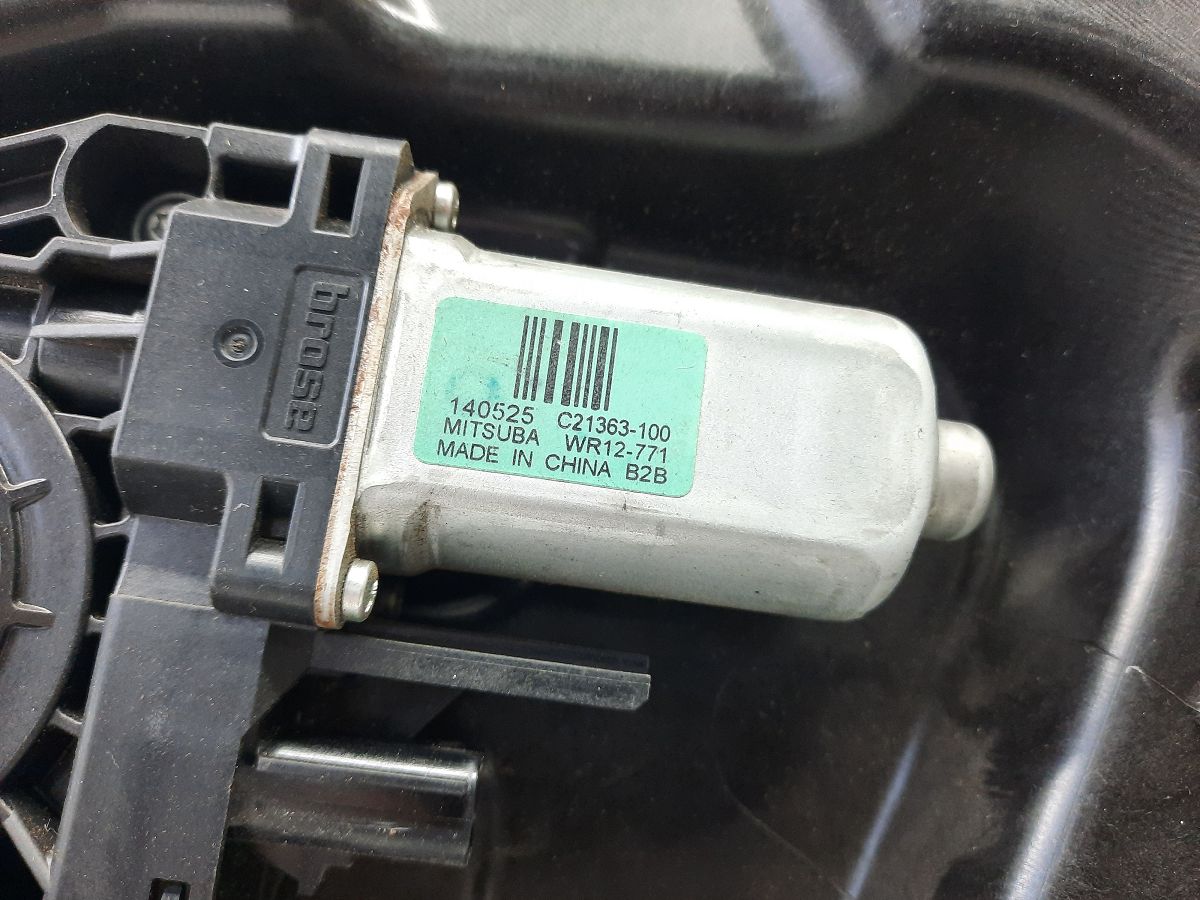 brose
140525 C21363-100
MITSUBA WR12-771
MADE IN CHINA B2B